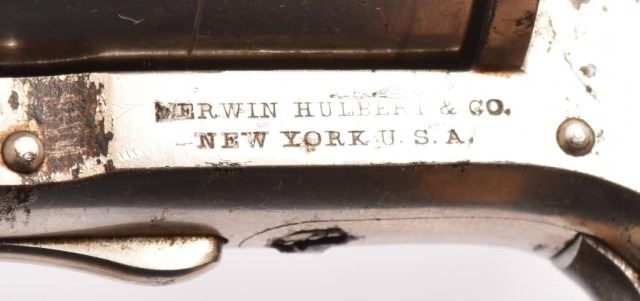 MERWIN HULBERT & CO.
NEW YORK U.S.A.